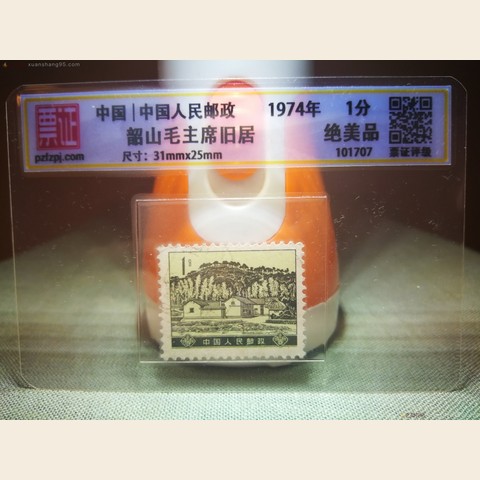 xuanshang65.com
票证
pzfzpj.com
中国|中国人民邮政 1974年 1分
韶山毛主席旧居 绝美品
尺寸:31mmx25mm 101707 票证评级
1
中国人民邮政